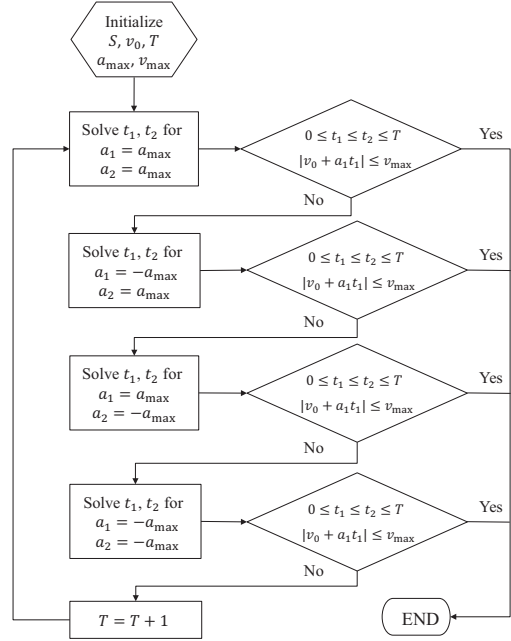 Initialize
S, v₀, T
aₘₐₓ, vₘₐₓ
Solve t₁, t₂ for
a₁ = aₘₐₓ
a₂ = aₘₐₓ
0 ≤ t₁ ≤ t₂ ≤ T
|v₀ + a₁t₁| ≤ vₘₐₓ
Yes
No
Solve t₁, t₂ for
a₁ = −aₘₐₓ
a₂ = aₘₐₓ
0 ≤ t₁ ≤ t₂ ≤ T
|v₀ + a₁t₁| ≤ vₘₐₓ
Yes
No
Solve t₁, t₂ for
a₁ = aₘₐₓ
a₂ = −aₘₐₓ
0 ≤ t₁ ≤ t₂ ≤ T
|v₀ + a₁t₁| ≤ vₘₐₓ
Yes
No
Solve t₁, t₂ for
a₁ = −aₘₐₓ
a₂ = −aₘₐₓ
0 ≤ t₁ ≤ t₂ ≤ T
|v₀ + a₁t₁| ≤ vₘₐₓ
Yes
No
T = T + 1
END